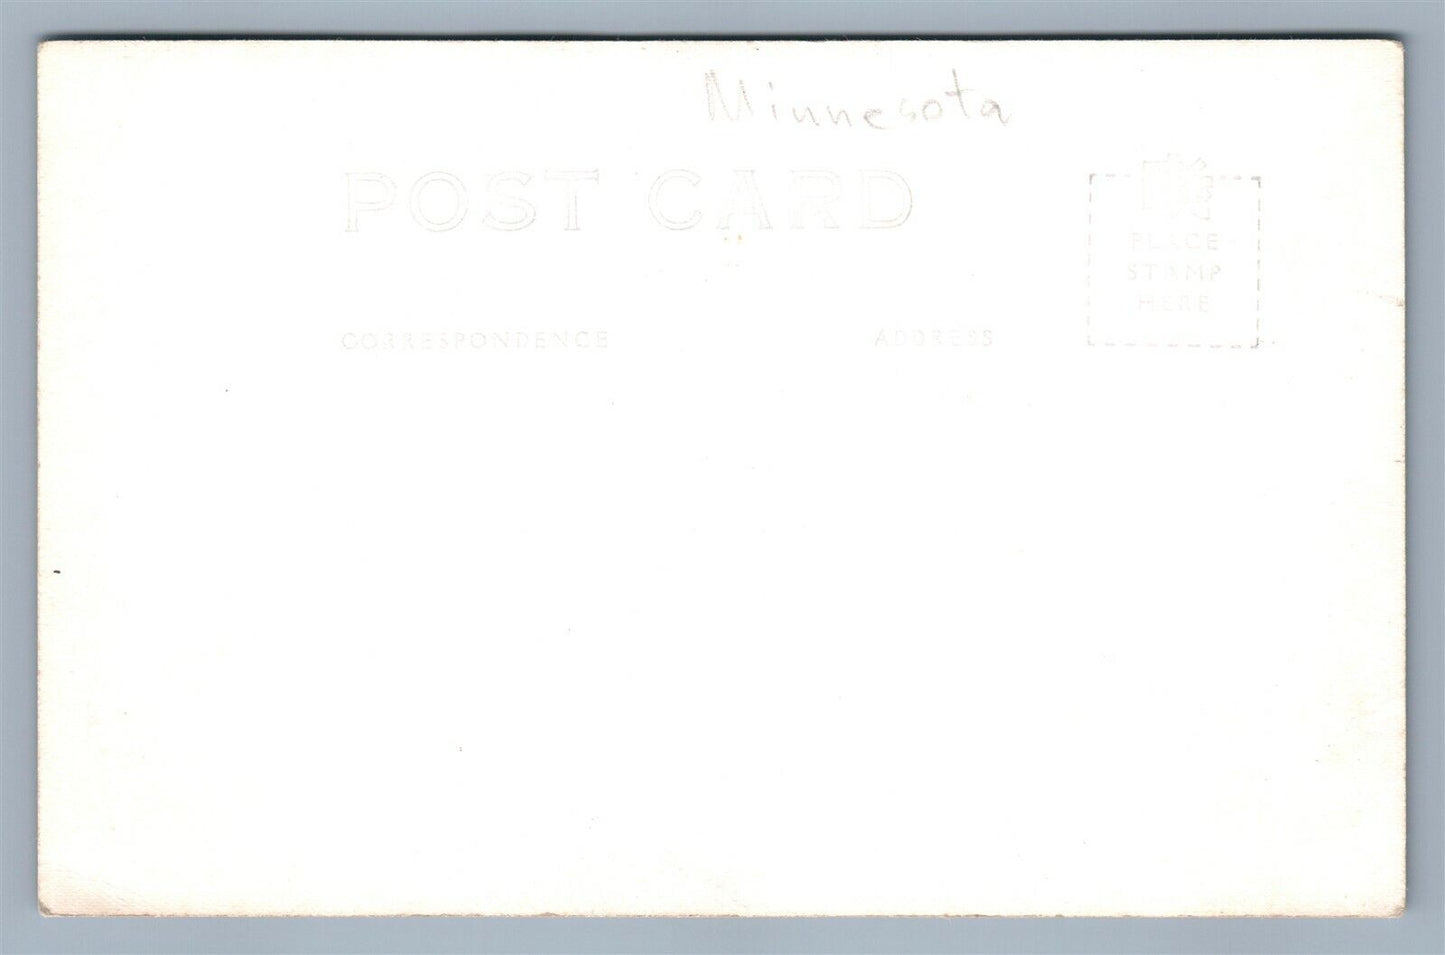 Minnesota
POST CARD
PLACE
STAMP
HERE
CORRESPONDENCE
ADDRESS